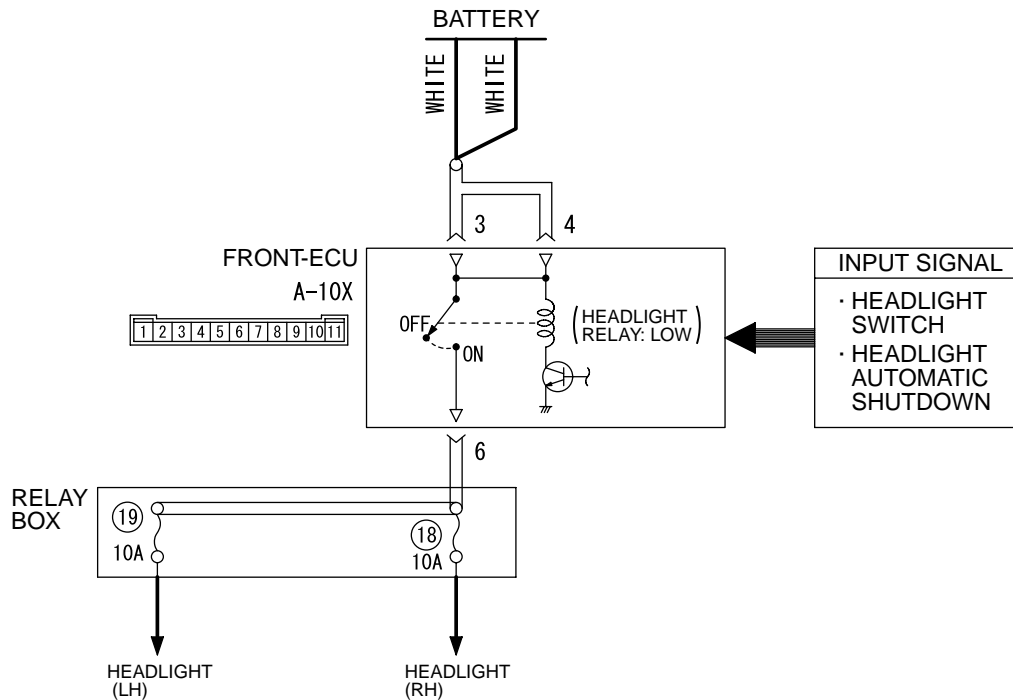 BATTERY
WHITE
WHITE
3
4
FRONT-ECU
A-10X
1 2 3 4 5 6 7 8 9 10 11
OFF
ON
(HEADLIGHT
RELAY: LOW)
INPUT SIGNAL
· HEADLIGHT
SWITCH
· HEADLIGHT
AUTOMATIC
SHUTDOWN
6
RELAY
BOX
19
10A
18
10A
HEADLIGHT
(LH)
HEADLIGHT
(RH)